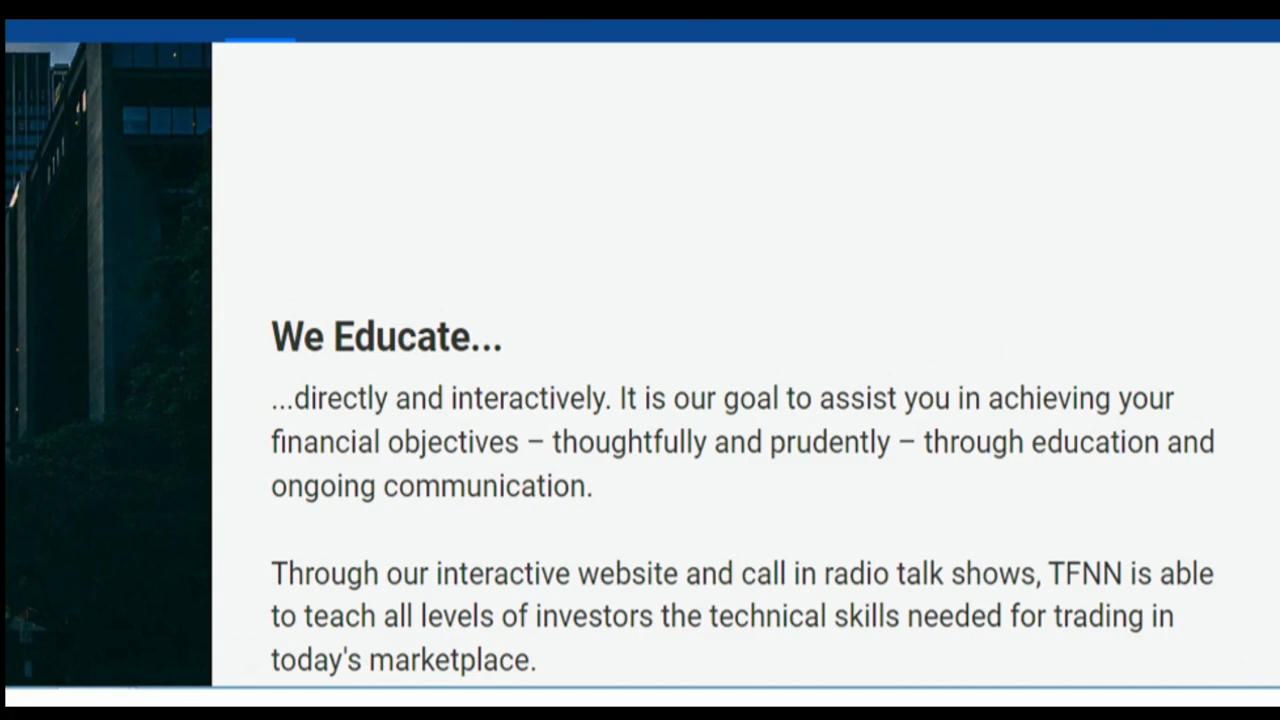 We Educate...
...directly and interactively. It is our goal to assist you in achieving your
financial objectives – thoughtfully and prudently – through education and
ongoing communication.
Through our interactive website and call in radio talk shows, TFNN is able
to teach all levels of investors the technical skills needed for trading in
today's marketplace.